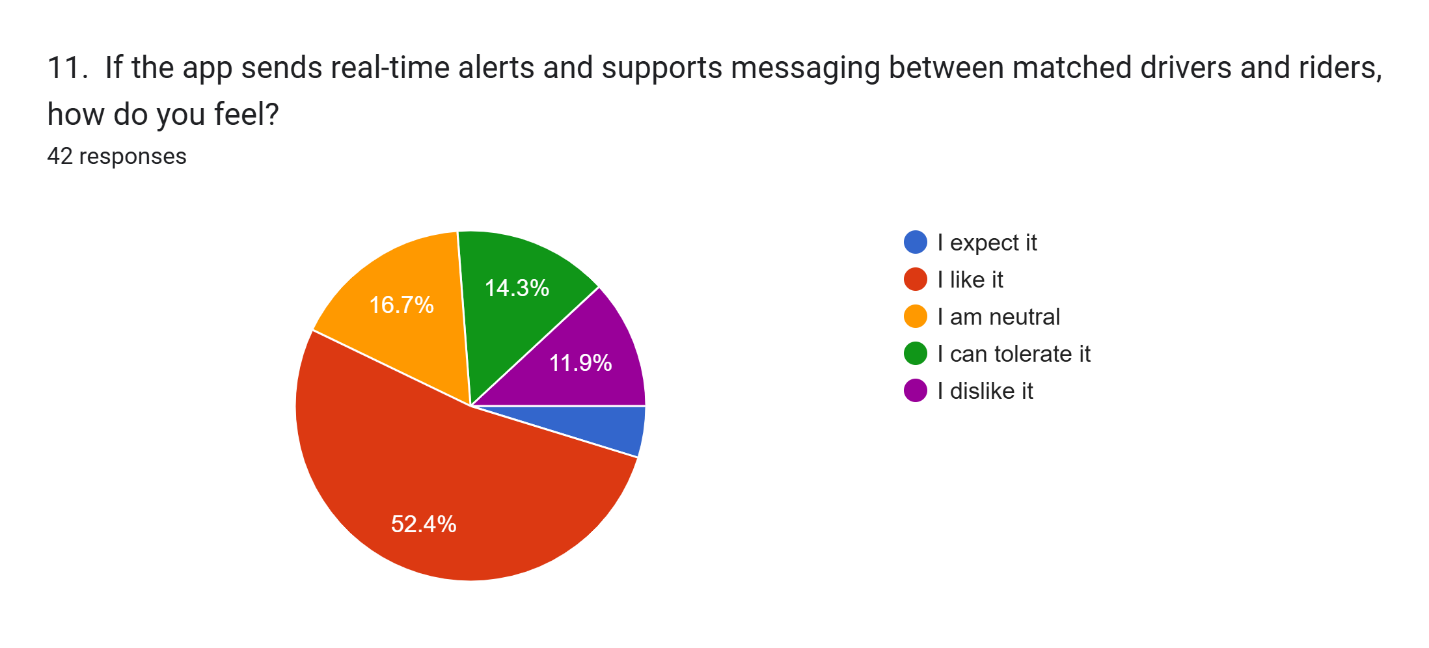 11.  If the app sends real-time alerts and supports messaging between matched drivers and riders,
how do you feel?
42 responses
16.7%
14.3%
11.9%
52.4%
I expect it
I like it
I am neutral
I can tolerate it
I dislike it